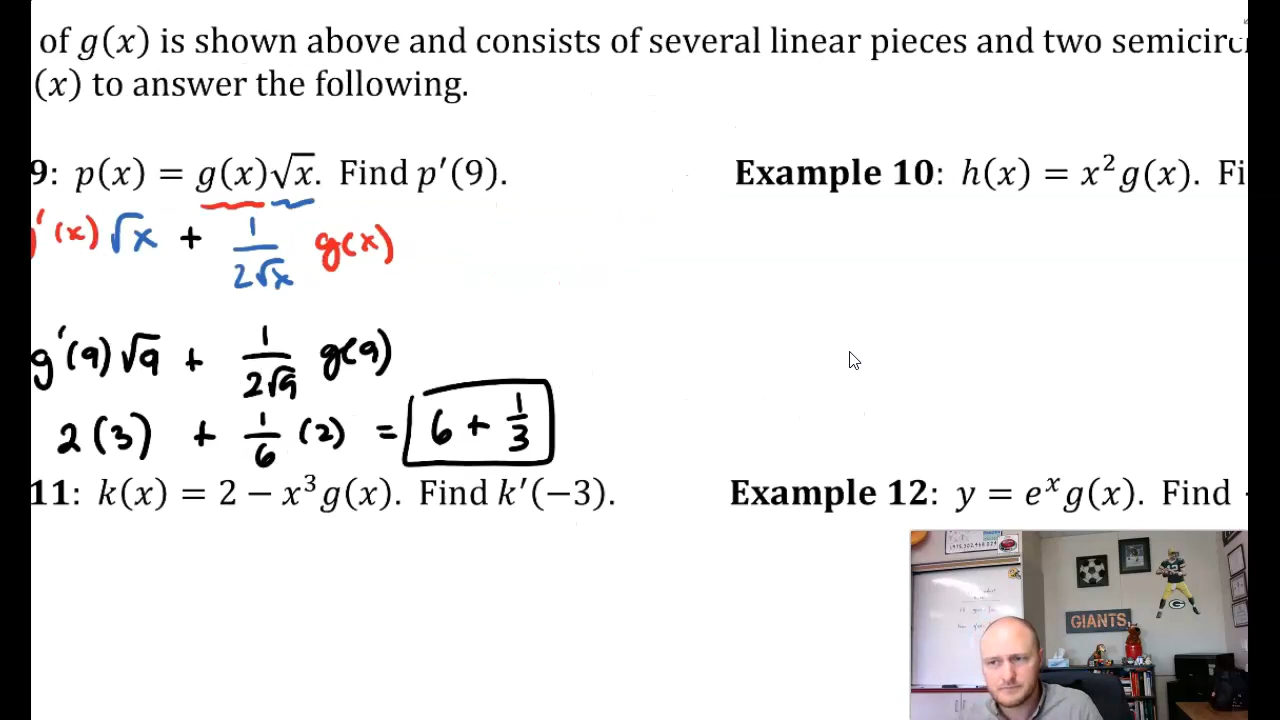 of g(x) is shown above and consists of several linear pieces and two semicirc
(x) to answer the following.
9: p(x) = g(x)√x. Find p′(9).
Example 10: h(x) = x²g(x). Fi
'(x) √x + 1/(2√x) g(x)
g'(9) √9 + 1/(2√9) g(9)
2(3) + 1/6 (2) = 6 + 1/3
11: k(x) = 2 − x³g(x). Find k′(−3).
Example 12: y = eˣg(x). Find
GIANTS
G